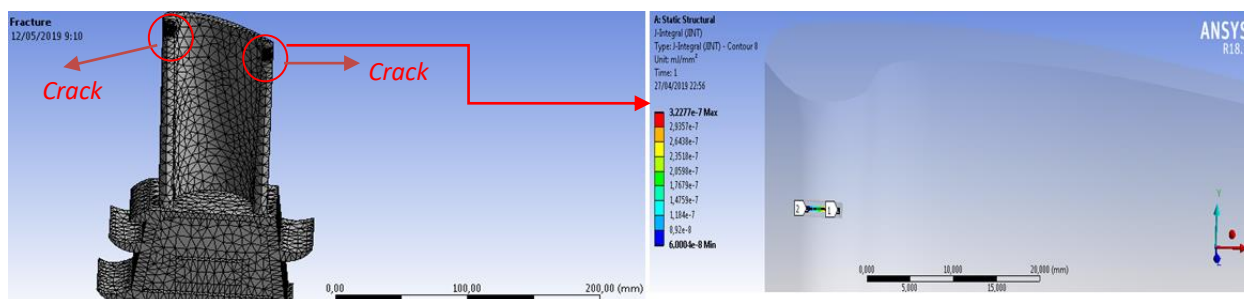 Fracture
12/05/2019 9:10
Crack
Crack
0,00
100,00
200,00 (mm)
A: Static Structural
J-Integral (JINT)
Type: J-Integral (JINT) - Contour 0
Unit: mJ/mm²
Time: 1
27/04/2019 22:56
3,2277e-7 Max
2,9357e-7
2,6438e-7
2,3518e-7
2,0598e-7
1,7679e-7
1,4759e-7
1,184e-7
8,92e-8
6,0004e-8 Min
ANSYS
R18.
2
1
0,000
10,000
20,000 (mm)
5,000
15,000
Y